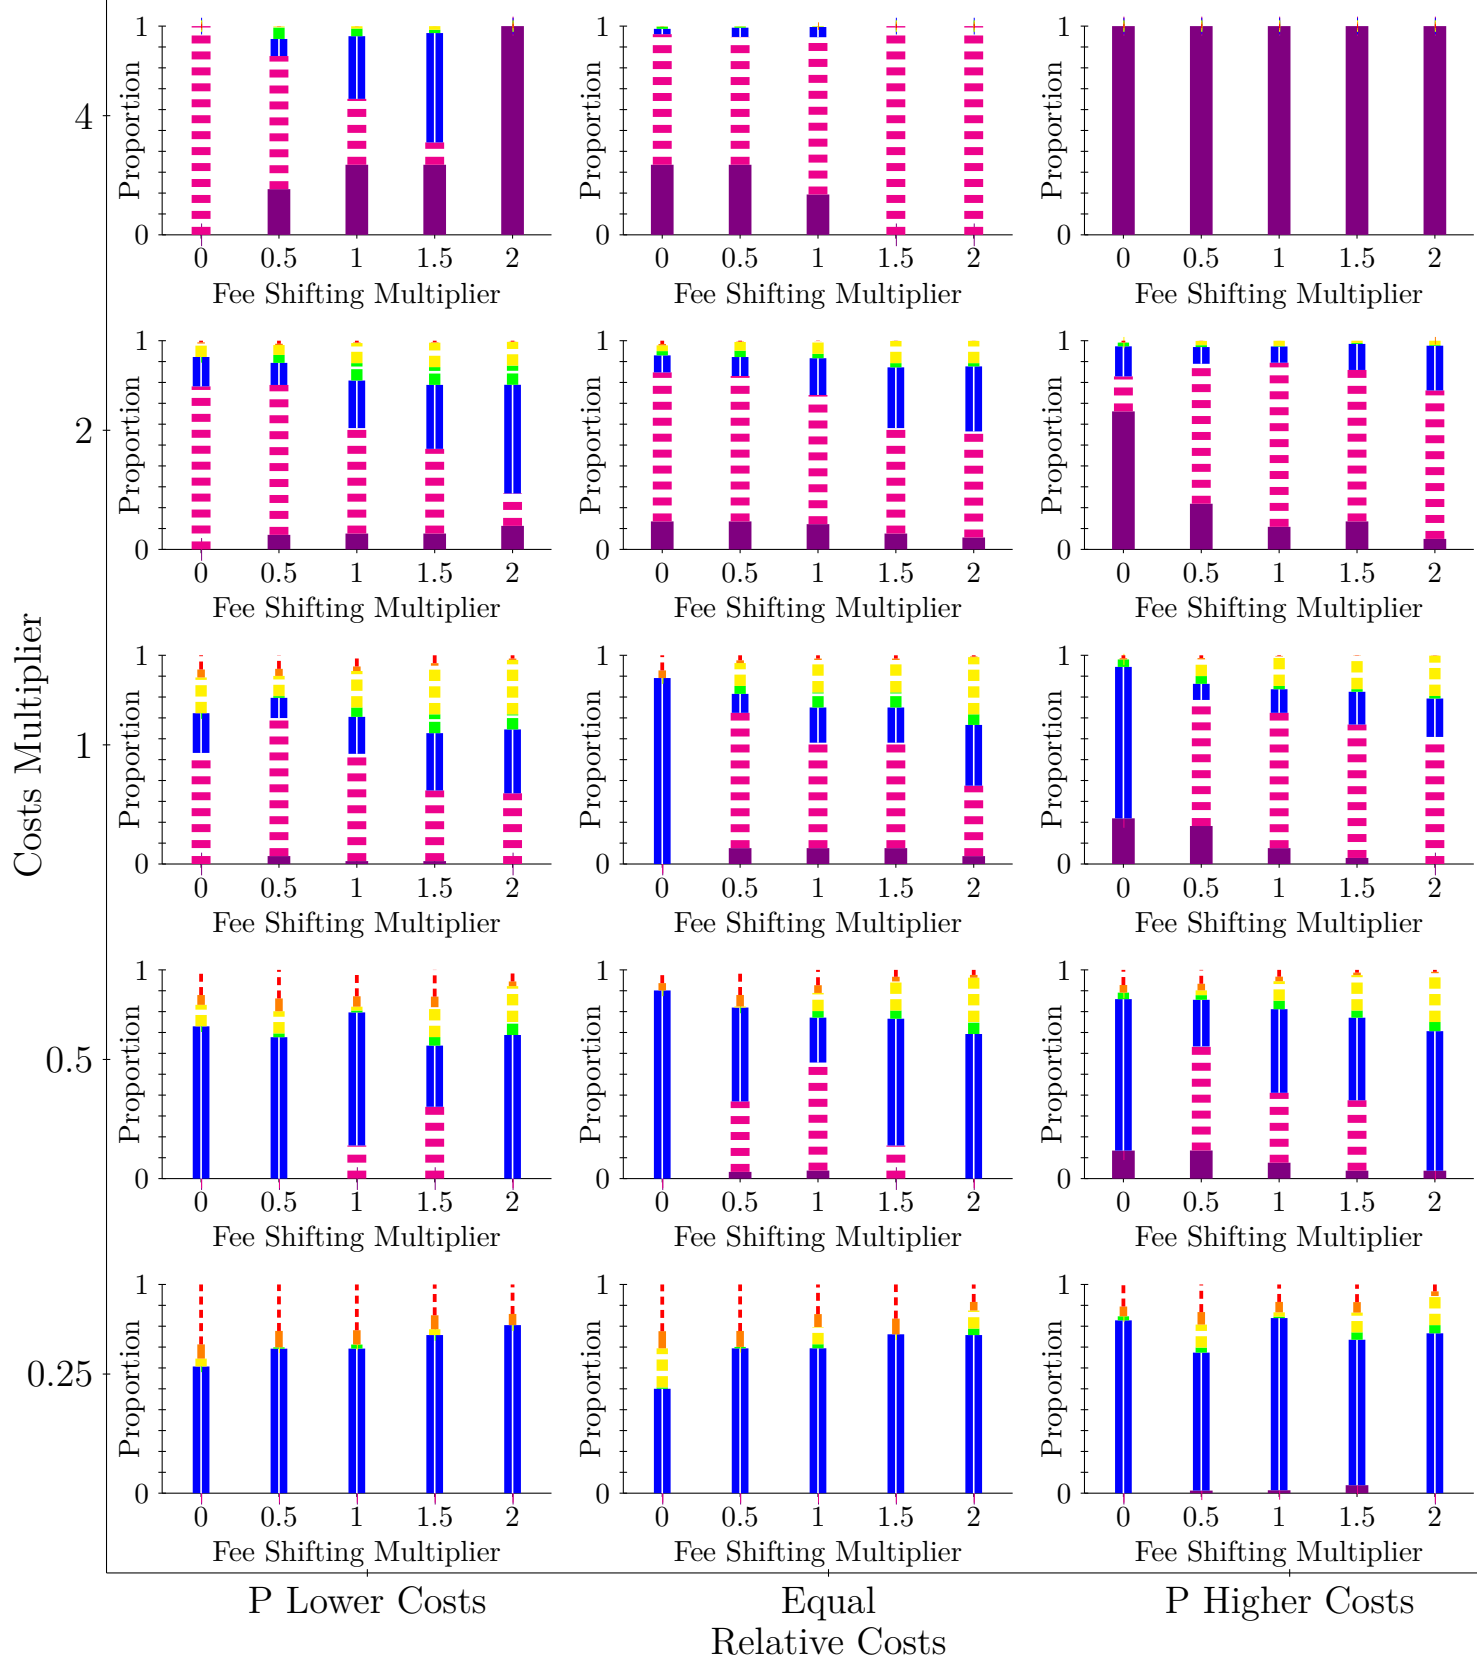 1 1 1
Proportion Proportion Proportion
4
0 0 0
0 0.5 1 1.5 2 0 0.5 1 1.5 2 0 0.5 1 1.5 2
Fee Shifting Multiplier Fee Shifting Multiplier Fee Shifting Multiplier
1 1 1
Proportion Proportion Proportion
2
0 0 0
0 0.5 1 1.5 2 0 0.5 1 1.5 2 0 0.5 1 1.5 2
Fee Shifting Multiplier Fee Shifting Multiplier Fee Shifting Multiplier
Costs Multiplier
1 1 1
Proportion Proportion Proportion
1
0 0 0
0 0.5 1 1.5 2 0 0.5 1 1.5 2 0 0.5 1 1.5 2
Fee Shifting Multiplier Fee Shifting Multiplier Fee Shifting Multiplier
1 1 1
Proportion Proportion Proportion
0.5
0 0 0
0 0.5 1 1.5 2 0 0.5 1 1.5 2 0 0.5 1 1.5 2
Fee Shifting Multiplier Fee Shifting Multiplier Fee Shifting Multiplier
1 1 1
Proportion Proportion Proportion
0.25
0 0 0
0 0.5 1 1.5 2 0 0.5 1 1.5 2 0 0.5 1 1.5 2
Fee Shifting Multiplier Fee Shifting Multiplier Fee Shifting Multiplier
P Lower Costs Equal P Higher Costs
Relative Costs